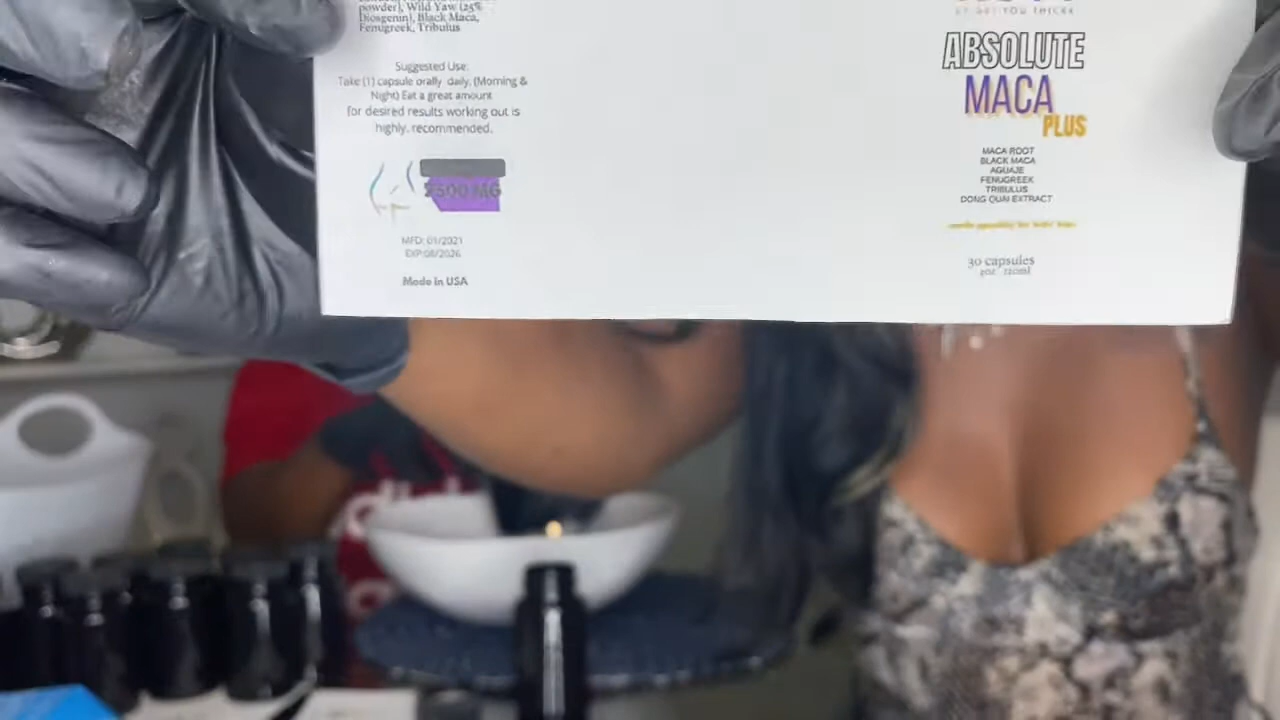 powder), Wild Yaw (25%
Diosgenin), Black Maca,
Fenugreek, Tribulus
Suggested Use:
Take (1) capsule orally daily. (Morning &
Night) Eat a great amount
for desired results working out is
highly. recommended.
2500 MG
MFD: 01/2021
EXP:08/2026
Made in USA
ABSOLUTE
MACA
PLUS
MACA ROOT
BLACK MACA
AGUAJE
FENUGREEK
TRIBULUS
DONG QUAI EXTRACT
30 capsules